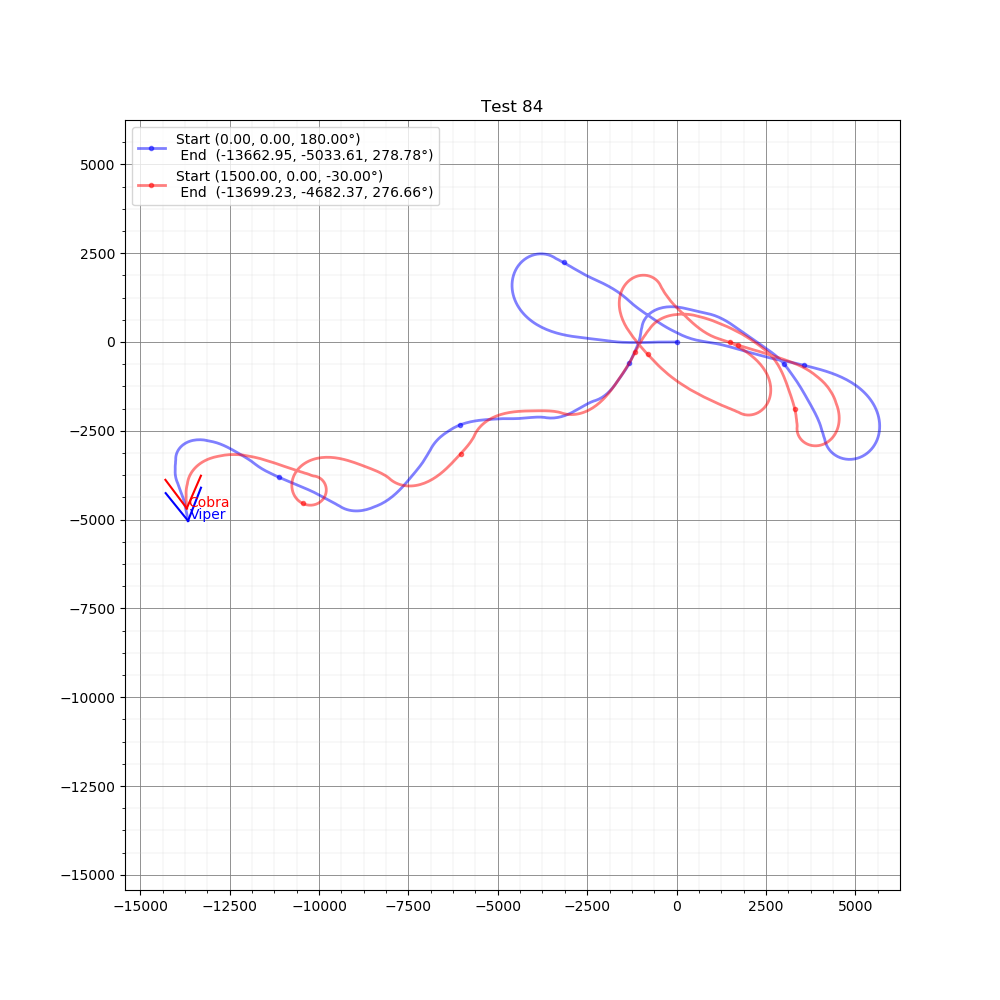 Test 84
Start (0.00, 0.00, 180.00°)
End (-13662.95, -5033.61, 278.78°)
Start (1500.00, 0.00, -30.00°)
End (-13699.23, -4682.37, 276.66°)
5000
2500
0
−2500
−5000
−7500
−10000
−12500
−15000
Cobra
Viper
−15000 −12500 −10000 −7500 −5000 −2500 0 2500 5000